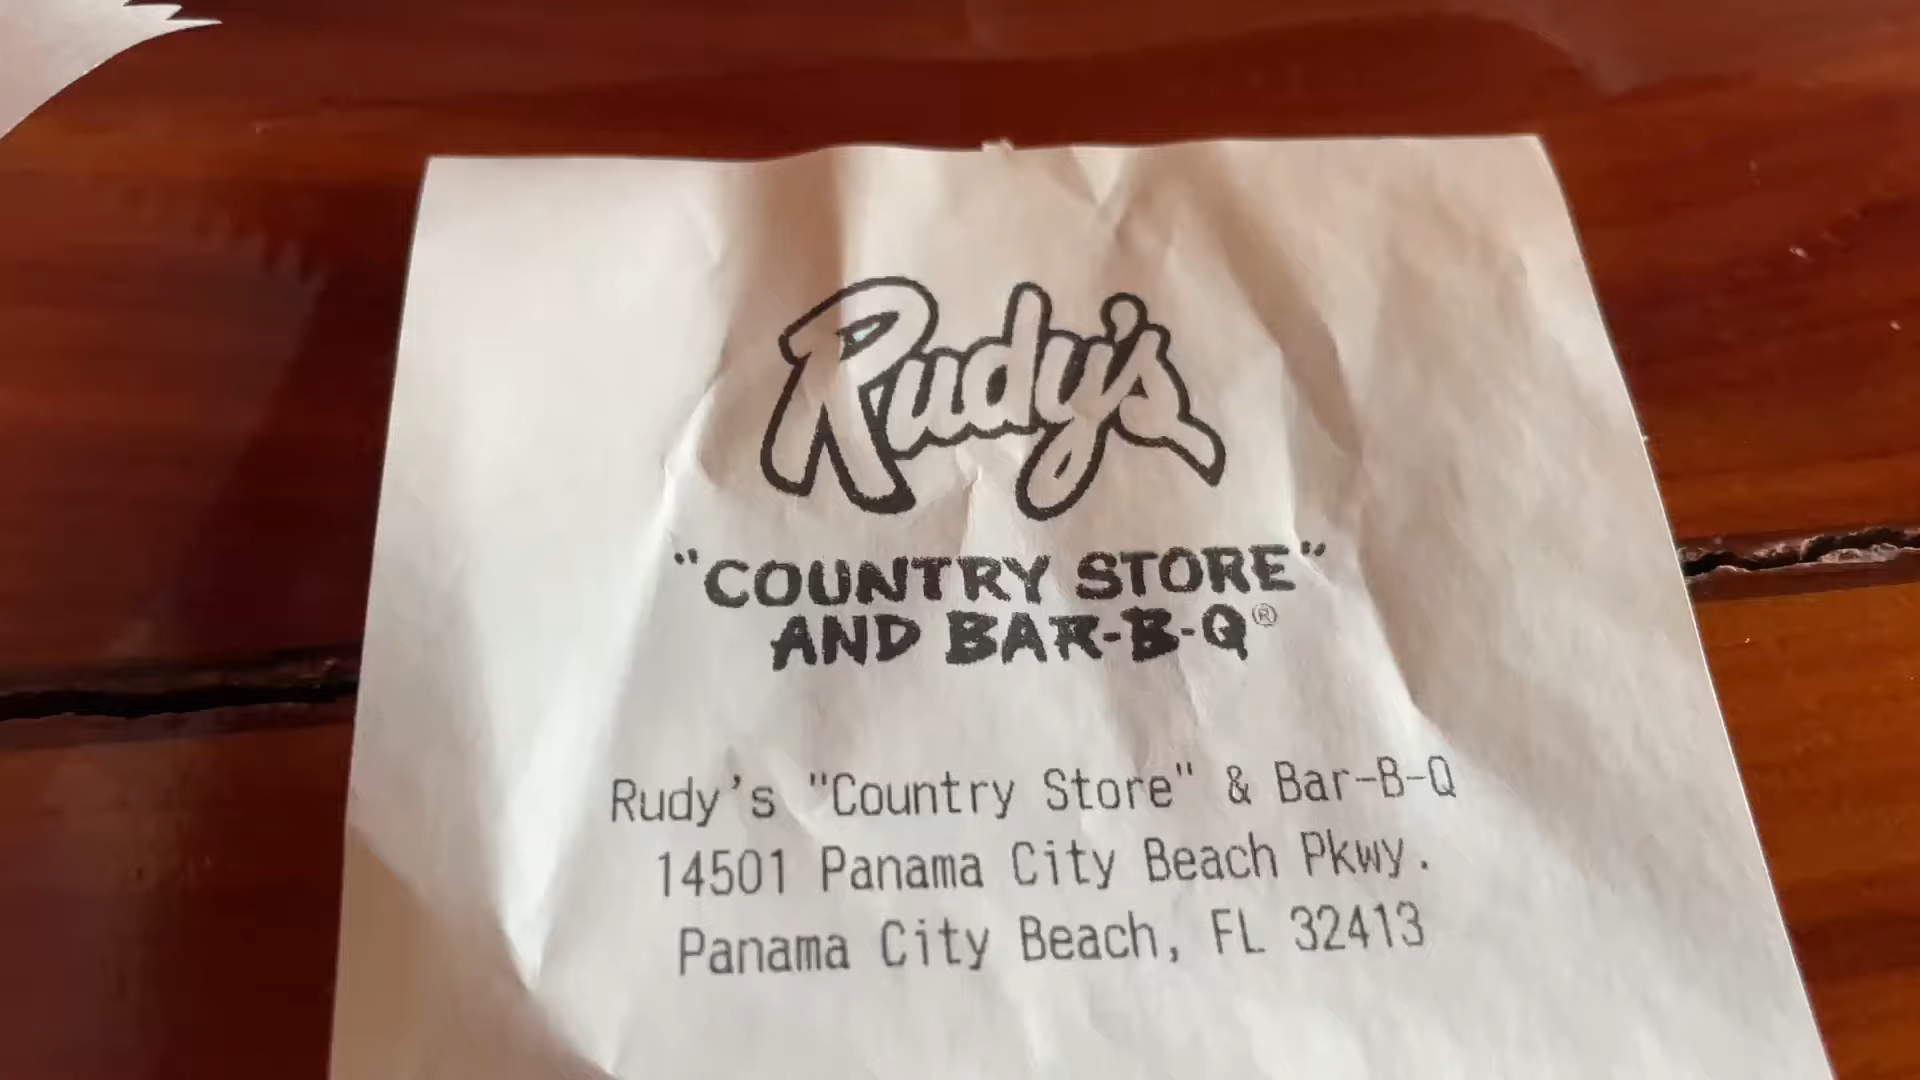 Rudy's
"COUNTRY STORE"
AND BAR-B-Q®
Rudy's "Country Store" & Bar-B-Q
14501 Panama City Beach Pkwy.
Panama City Beach, FL 32413